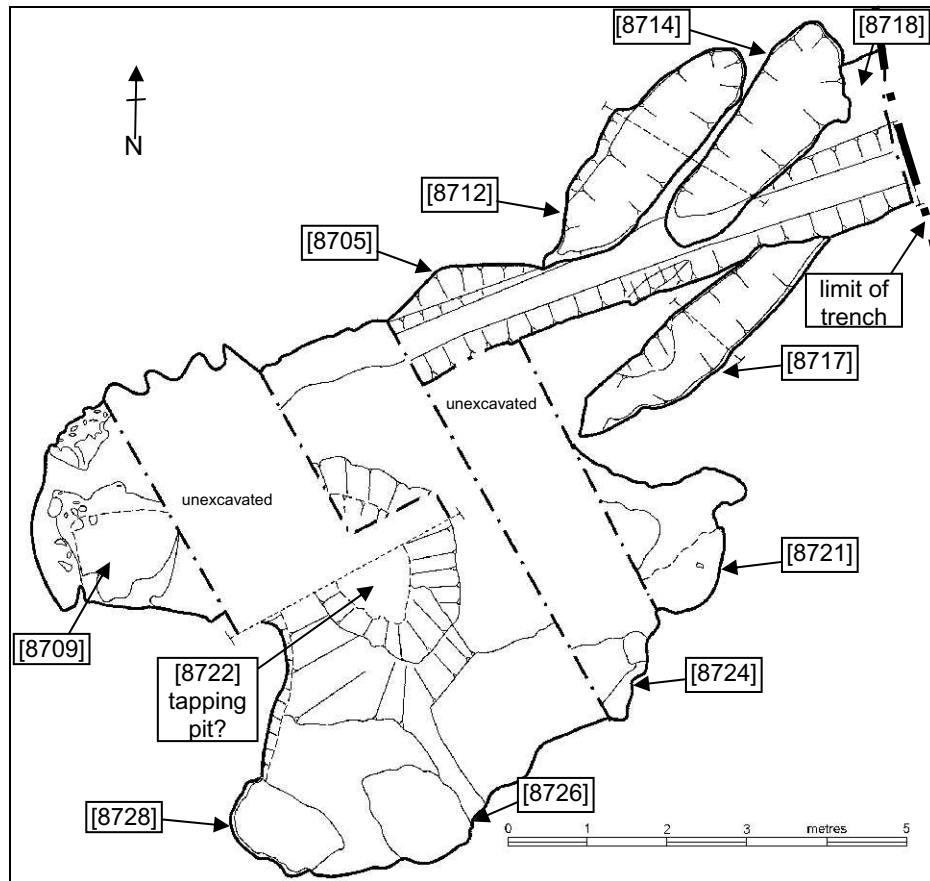 [8714]
[8718]
N
[8712]
[8705]
limit of
trench
[8717]
unexcavated
unexcavated
[8721]
[8709]
[8722]
tapping
pit?
[8724]
[8726]
[8728]
0 1 2 3 metres 5